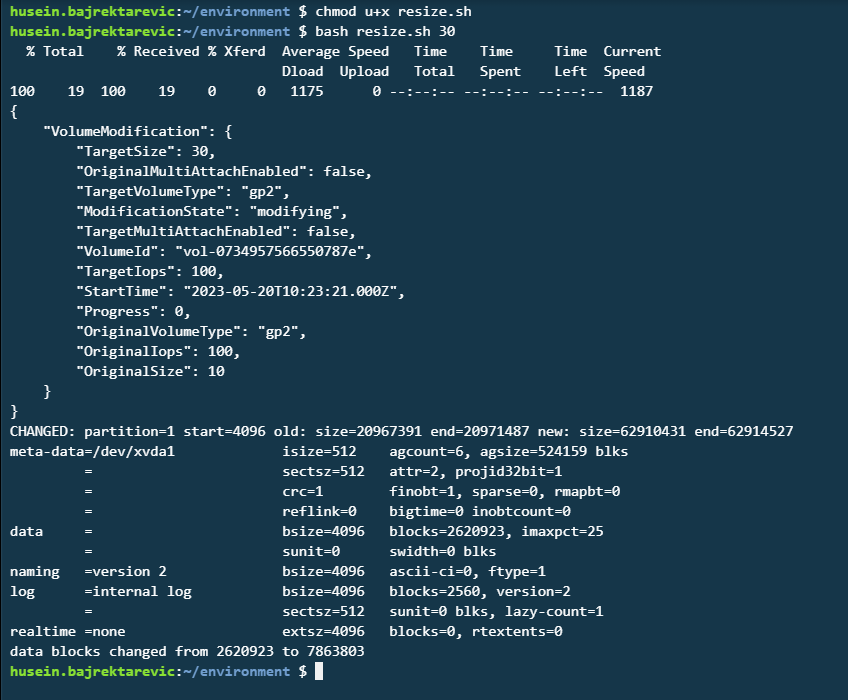 husein.bajrektarevic:~/environment $ chmod u+x resize.sh
husein.bajrektarevic:~/environment $ bash resize.sh 30
  % Total    % Received % Xferd  Average Speed   Time    Time     Time  Current
                                 Dload  Upload   Total   Spent    Left  Speed
100    19  100    19    0     0   1175      0 --:--:-- --:--:-- --:--:--  1187
{
    "VolumeModification": {
        "TargetSize": 30,
        "OriginalMultiAttachEnabled": false,
        "TargetVolumeType": "gp2",
        "ModificationState": "modifying",
        "TargetMultiAttachEnabled": false,
        "VolumeId": "vol-0734957566550787e",
        "TargetIops": 100,
        "StartTime": "2023-05-20T10:23:21.000Z",
        "Progress": 0,
        "OriginalVolumeType": "gp2",
        "OriginalIops": 100,
        "OriginalSize": 10
    }
}
CHANGED: partition=1 start=4096 old: size=20967391 end=20971487 new: size=62910431 end=62914527
meta-data=/dev/xvda1             isize=512    agcount=6, agsize=524159 blks
         =                       sectsz=512   attr=2, projid32bit=1
         =                       crc=1        finobt=1, sparse=0, rmapbt=0
         =                       reflink=0    bigtime=0 inobtcount=0
data     =                       bsize=4096   blocks=2620923, imaxpct=25
         =                       sunit=0      swidth=0 blks
naming   =version 2              bsize=4096   ascii-ci=0, ftype=1
log      =internal log           bsize=4096   blocks=2560, version=2
         =                       sectsz=512   sunit=0 blks, lazy-count=1
realtime =none                   extsz=4096   blocks=0, rtextents=0
data blocks changed from 2620923 to 7863803
husein.bajrektarevic:~/environment $